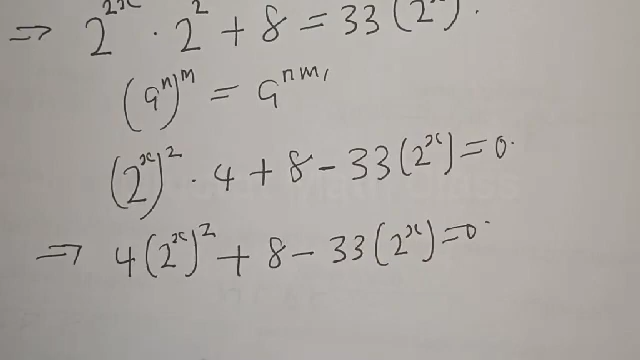 ⇒ 2^{2x} · 2^2 + 8 = 33(2^x).
(a^n)^m = a^{nm},
(2^x)^2 · 4 + 8 - 33(2^x) = 0.
⇒ 4(2^x)^2 + 8 - 33(2^x) = 0.